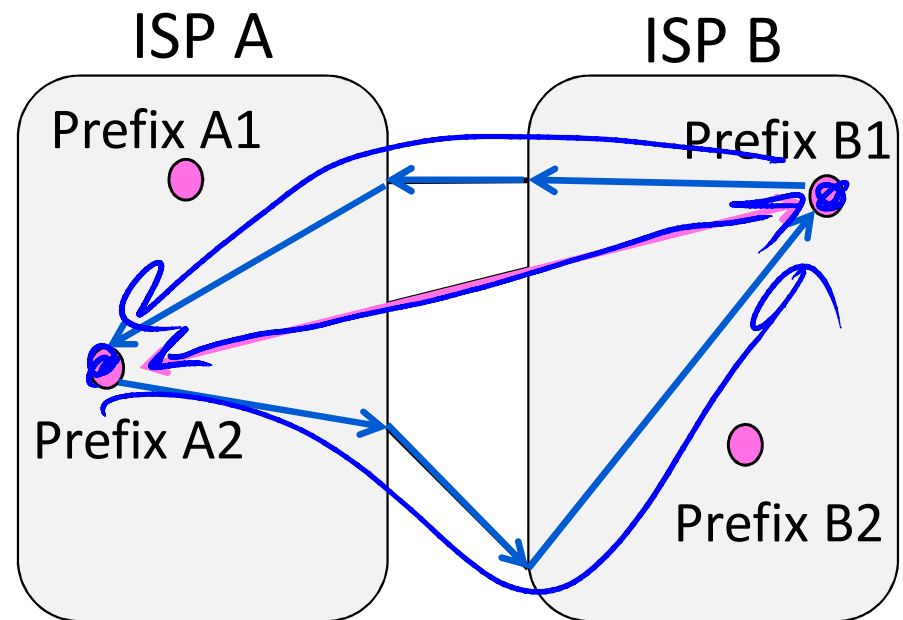 ISP A
ISP B
Prefix A1
Prefix B1
Prefix A2
Prefix B2